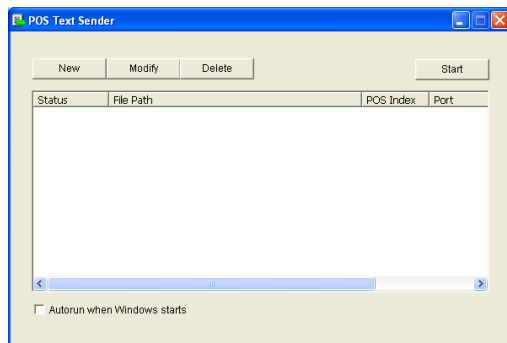 POS Text Sender
New Modify Delete Start
Status File Path POS Index Port
Autorun when Windows starts